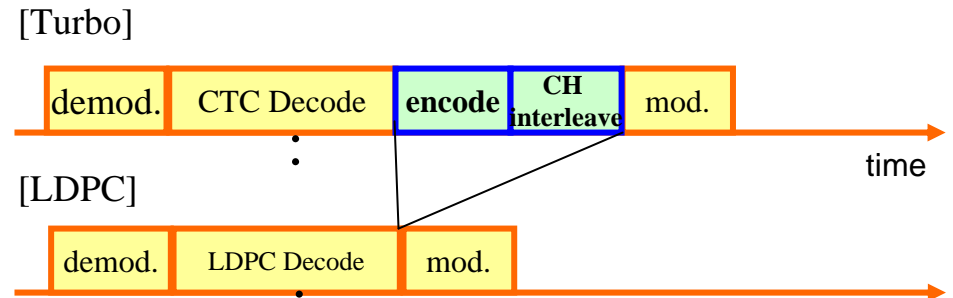 [Turbo]
demod.
CTC Decode
encode
CH
interleave
mod.
time
[LDPC]
demod.
LDPC Decode
mod.